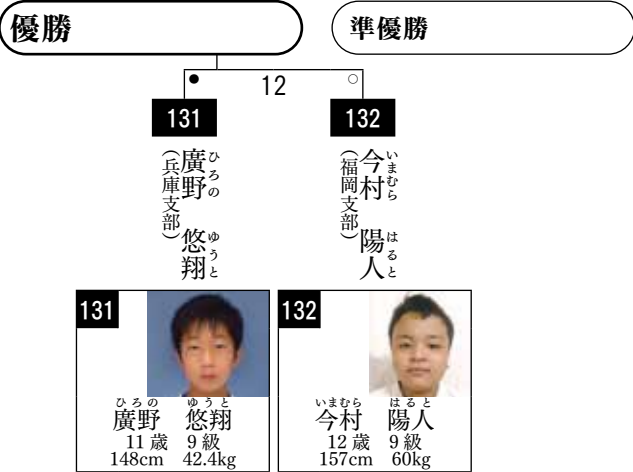 優勝
準優勝
● 12 ○
131
132
廣野 悠翔
ひろの ゆうと
(兵庫支部)
今村 陽人
いまむら はると
(福岡支部)
131
ひろの ゆうと
廣野 悠翔
11歳 9級
148cm 42.4kg
132
いまむら はると
今村 陽人
12歳 9級
157cm 60kg